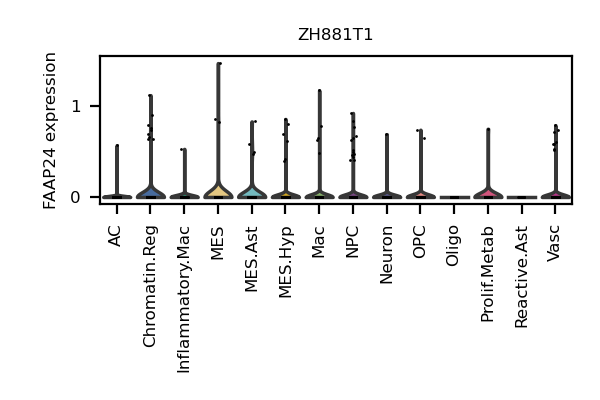 ZH881T1
FAAP24 expression
1
0
AC
Chromatin.Reg
Inflammatory.Mac
MES
MES.Ast
MES.Hyp
Mac
NPC
Neuron
OPC
Oligo
Prolif.Metab
Reactive.Ast
Vasc